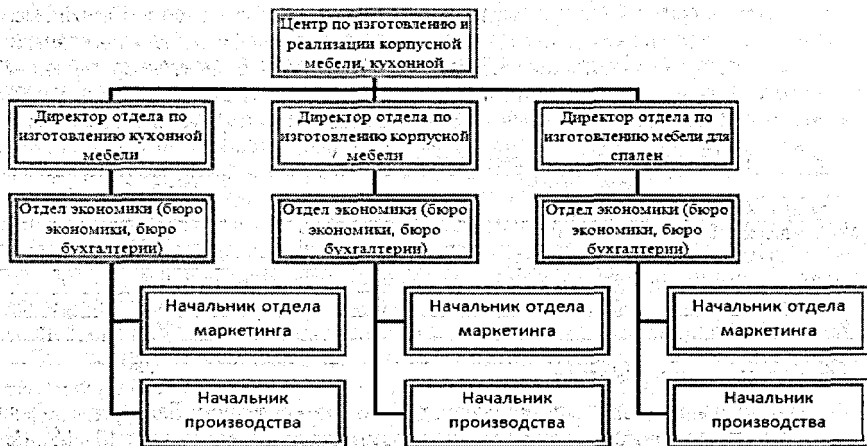 Центр по изготовлению и
реализации корпусной
мебели, кухонной
Директор отдела по
изготовлению кухонной
мебели
Директор отдела по
изготовлению корпусной
мебели
Директор отдела по
изготовлению мебели для
спален
Отдел экономики (бюро
экономики, бюро
бухгалтерии)
Отдел экономики (бюро
экономики, бюро
бухгалтерии)
Отдел экономики (бюро
экономики, бюро
бухгалтерии)
Начальник отдела
маркетинга
Начальник отдела
маркетинга
Начальник отдела
маркетинга
Начальник
производства
Начальник
производства
Начальник
производства